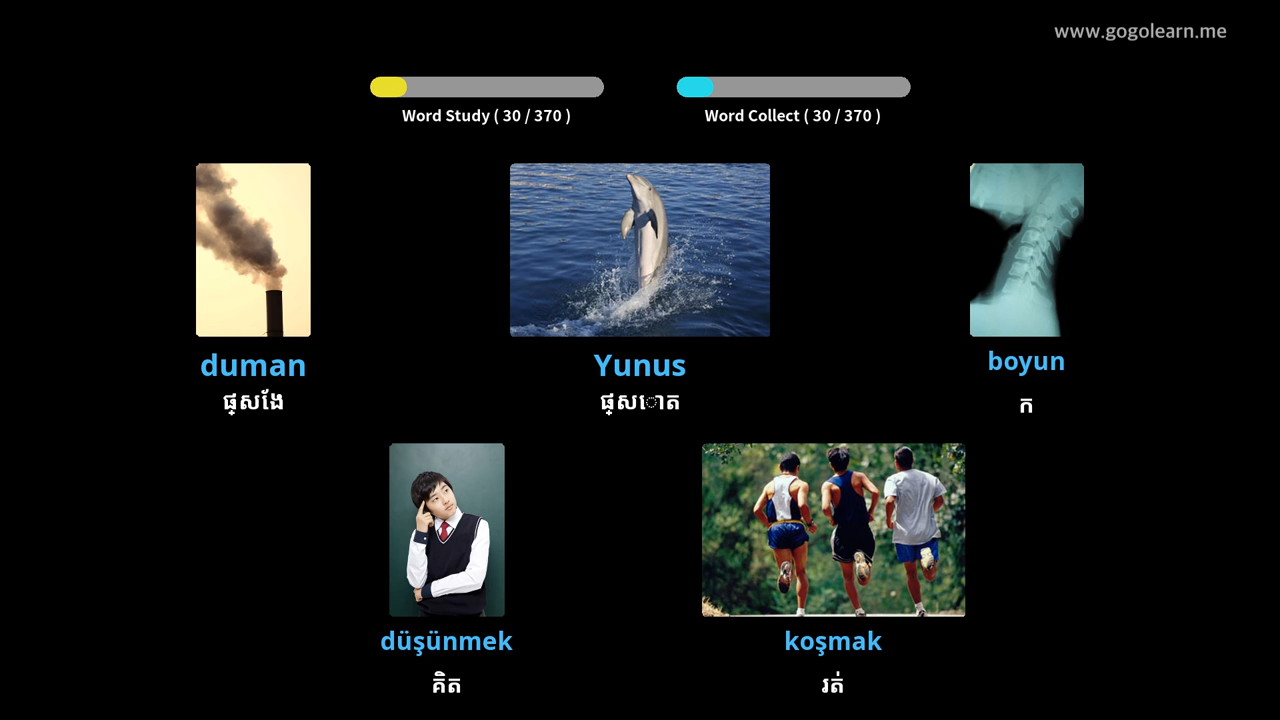 www.gogolearn.me
Word Study ( 30 / 370 )
Word Collect ( 30 / 370 )
duman
ផ្សែង
Yunus
ផ្សោត
boyun
ក
düşünmek
គិត
koşmak
រត់